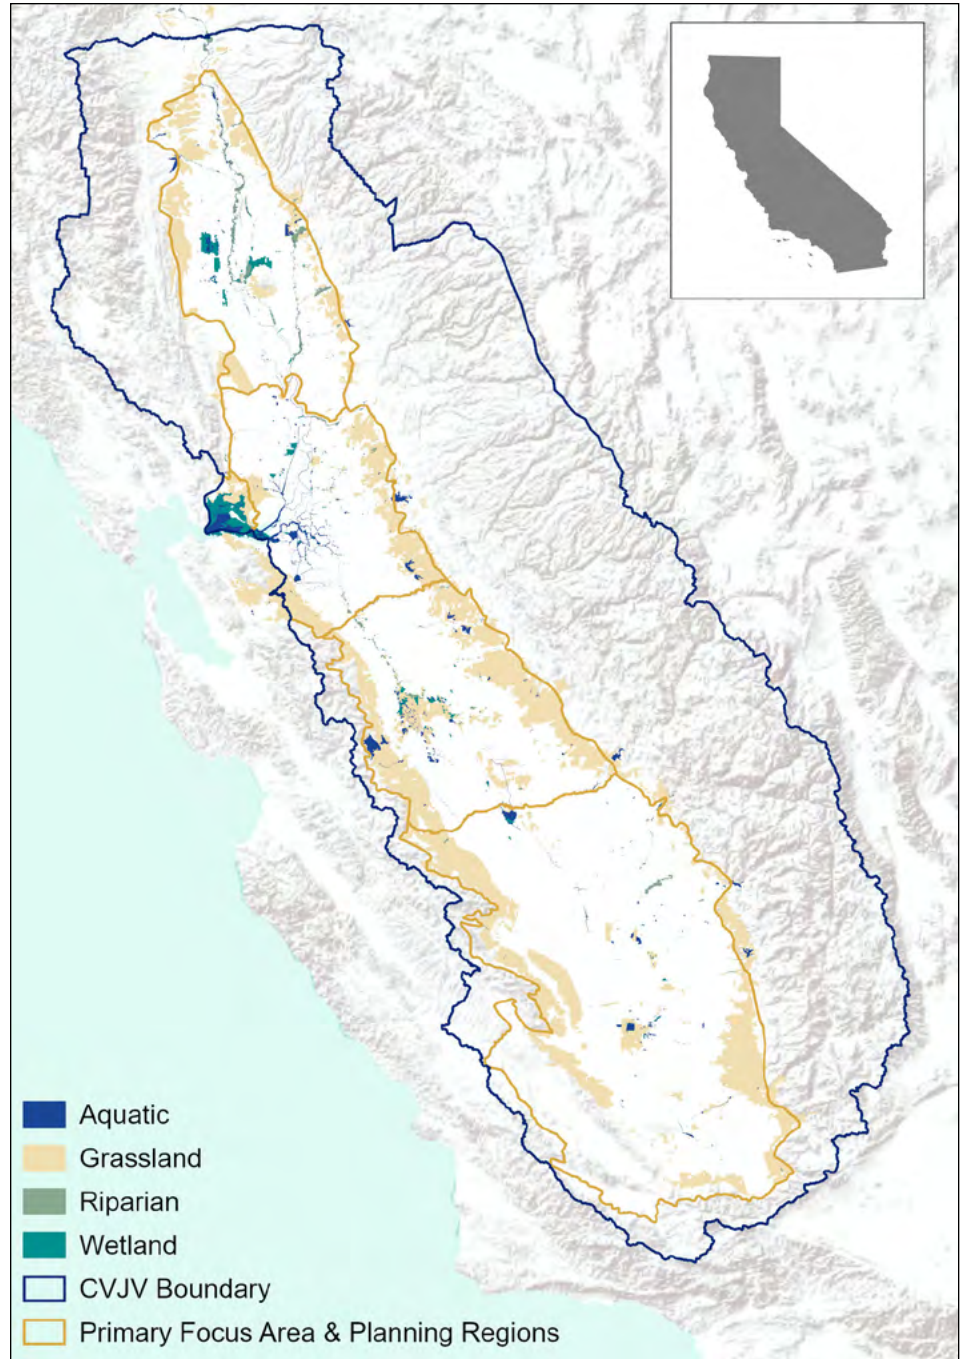 Aquatic
Grassland
Riparian
Wetland
CVJV Boundary
Primary Focus Area & Planning Regions